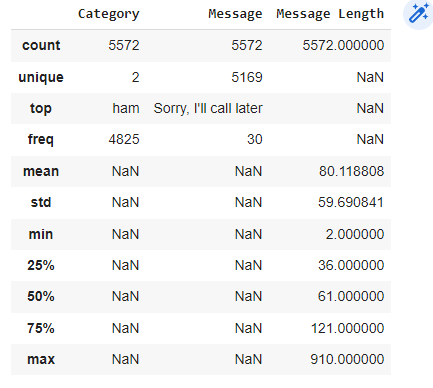 Category Message Message Length
count 5572 5572 5572.000000
unique 2 5169 NaN
top ham Sorry, I'll call later NaN
freq 4825 30 NaN
mean NaN NaN 80.118808
std NaN NaN 59.690841
min NaN NaN 2.000000
25% NaN NaN 36.000000
50% NaN NaN 61.000000
75% NaN NaN 121.000000
max NaN NaN 910.000000